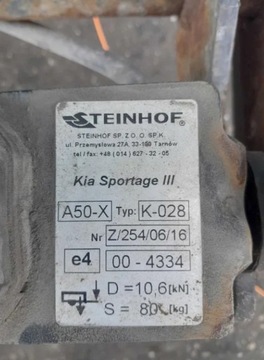 STEINHOF
STEINHOF SP. Z O. O. SP.K.
ul. Przemysłowa 27A, 33-100 Tarnów
tel / fax: +48 ( 014 ) 627 - 32 - 05
Kia Sportage III
A50-X Typ: K-028
Nr Z/254/06/16
e4 00 - 4334
D = 10,6[kN]
S = 80[kg]